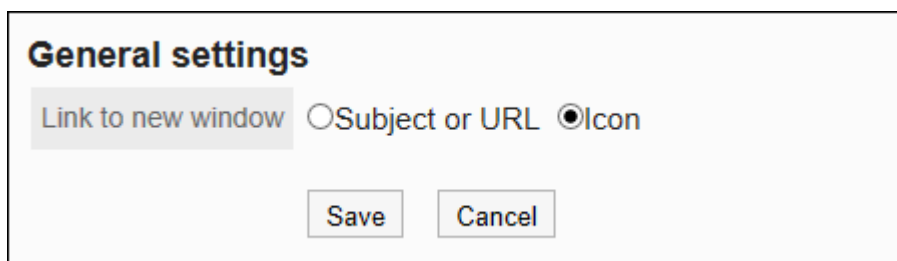 General settings
Link to new window Subject or URL Icon
Save Cancel